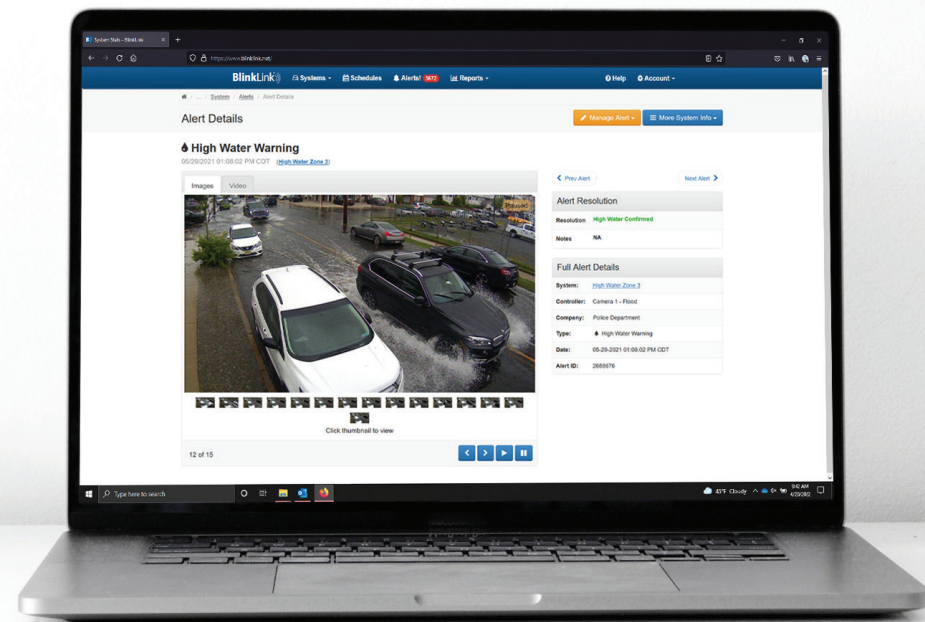 System Stats - BlinkLink
https://www.blinklink.net/
BlinkLink
Systems
Schedules
Alerts! 5672
Reports
Help
Account
/ ... / System / Alerts / Alert Details
Alert Details
Manage Alert
More System Info
High Water Warning
05/29/2021 01:08:02 PM CDT (High Water Zone 3)
Images
Video
Paused
Click thumbnail to view
12 of 15
Prev Alert
Next Alert
Alert Resolution
Resolution High Water Confirmed
Notes NA
Full Alert Details
System: High Water Zone 3
Controller: Camera 1 - Flood
Company: Police Department
Type: High Water Warning
Date: 05-29-2021 01:08:02 PM CDT
Alert ID:
Type here to search
43°F Cloudy
9:42 AM